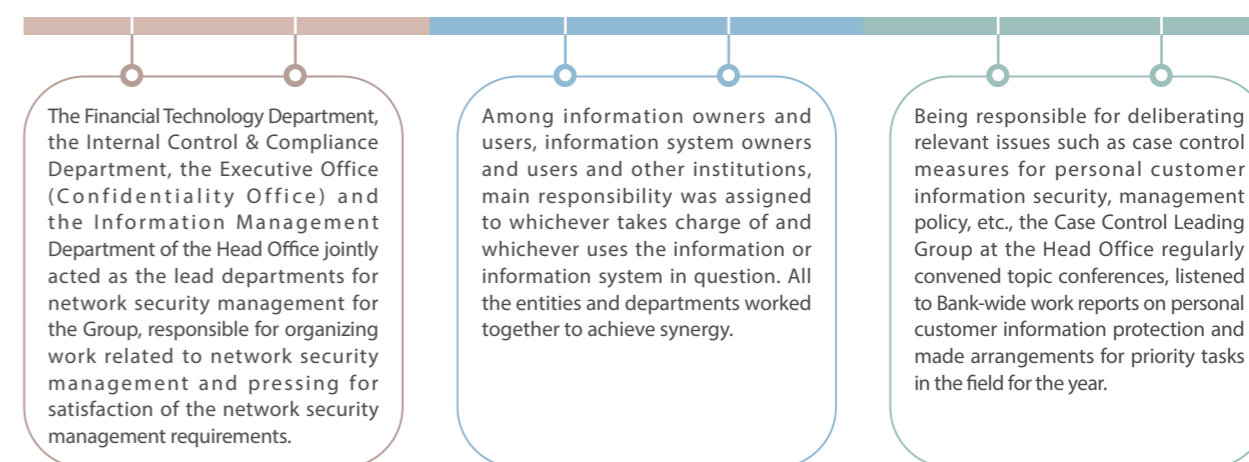 The Financial Technology Department,
the Internal Control & Compliance
Department, the Executive Office
(Confidentiality Office) and
the Information Management
Department of the Head Office jointly
acted as the lead departments for
network security management for
the Group, responsible for organizing
work related to network security
management and pressing for
satisfaction of the network security
management requirements.
Among information owners and
users, information system owners
and users and other institutions,
main responsibility was assigned
to whichever takes charge of and
whichever uses the information or
information system in question. All
the entities and departments worked
together to achieve synergy.
Being responsible for deliberating
relevant issues such as case control
measures for personal customer
information security, management
policy, etc., the Case Control Leading
Group at the Head Office regularly
convened topic conferences, listened
to Bank-wide work reports on personal
customer information protection and
made arrangements for priority tasks
in the field for the year.